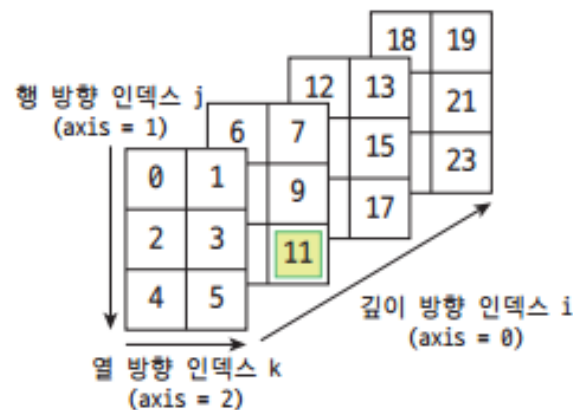 18 19
12 13
행 방향 인덱스 j
(axis = 1)
6 7
21
0 1
15
9
23
2 3
17
11
4 5
깊이 방향 인덱스 i
(axis = 0)
열 방향 인덱스 k
(axis = 2)